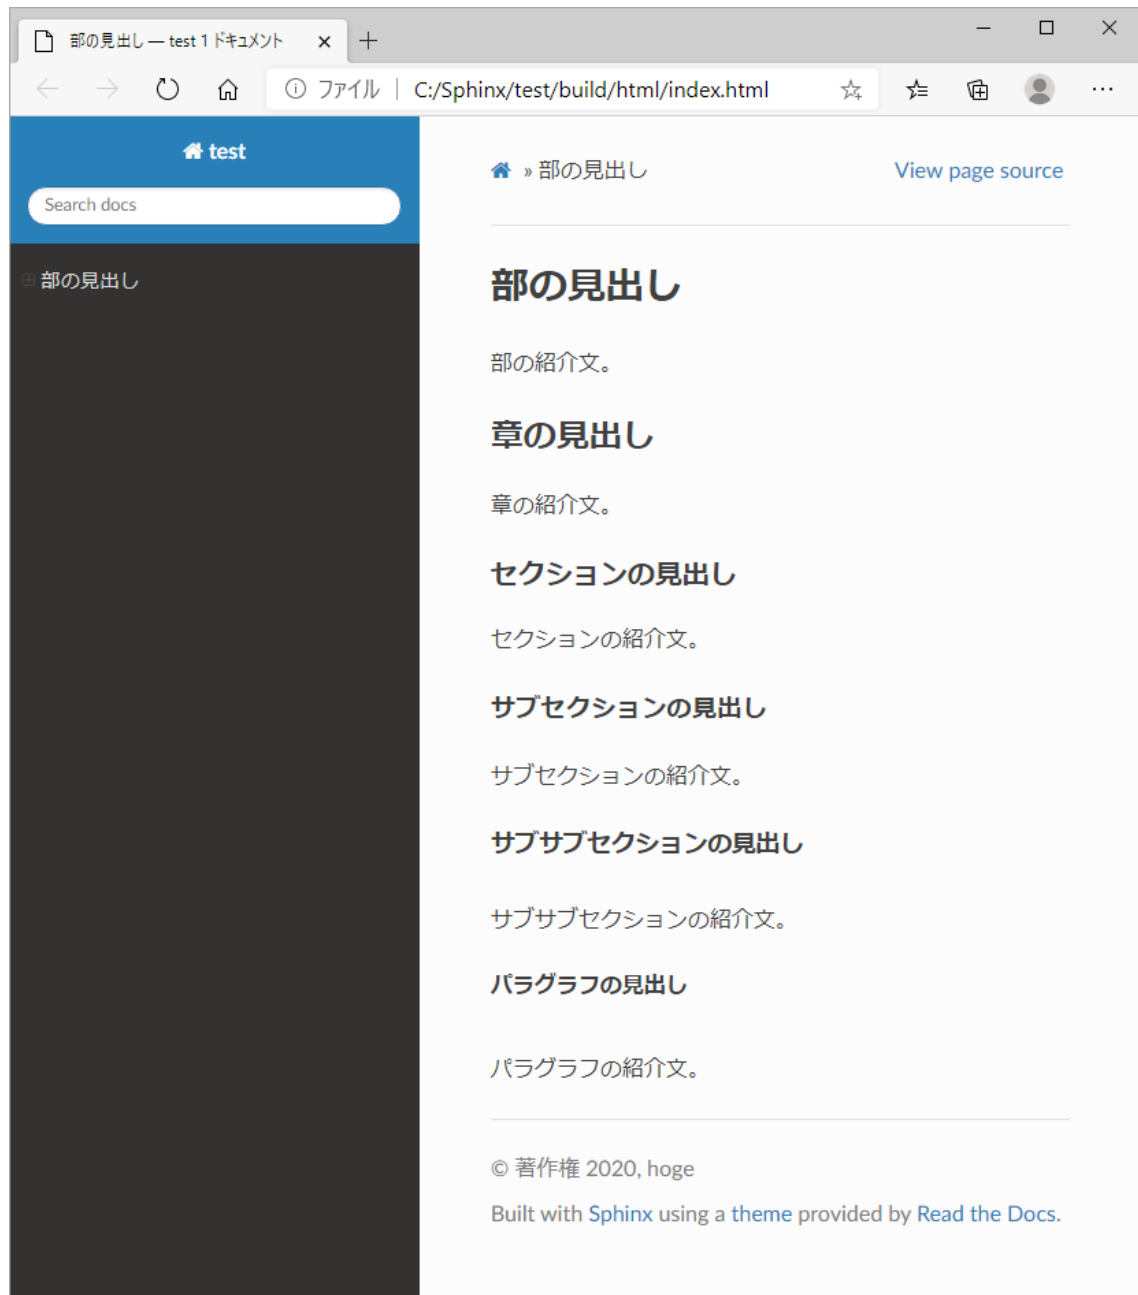 部の見出し — test 1 ドキュメント
ファイル | C:/Sphinx/test/build/html/index.html
test
Search docs
部の見出し
» 部の見出し
View page source
部の見出し
部の紹介文。
章の見出し
章の紹介文。
セクションの見出し
セクションの紹介文。
サブセクションの見出し
サブセクションの紹介文。
サブサブセクションの見出し
サブサブセクションの紹介文。
パラグラフの見出し
パラグラフの紹介文。
© 著作権 2020, hoge
Built with Sphinx using a theme provided by Read the Docs.